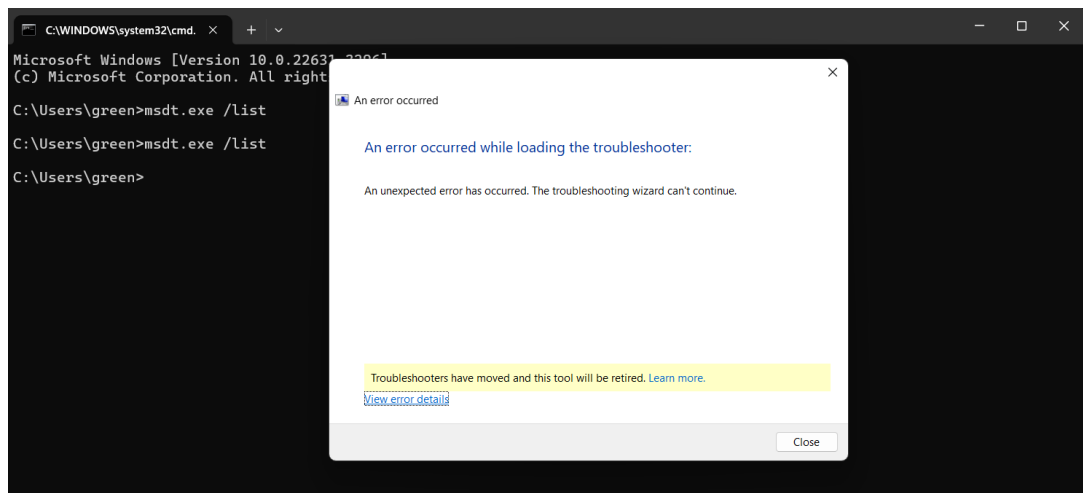 C:\WINDOWS\system32\cmd.
Microsoft Windows [Version 10.0.22631
(c) Microsoft Corporation. All right
C:\Users\green>msdt.exe /list
C:\Users\green>msdt.exe /list
C:\Users\green>
An error occurred
An error occurred while loading the troubleshooter:
An unexpected error has occurred. The troubleshooting wizard can't continue.
Troubleshooters have moved and this tool will be retired. Learn more.
View error details
Close